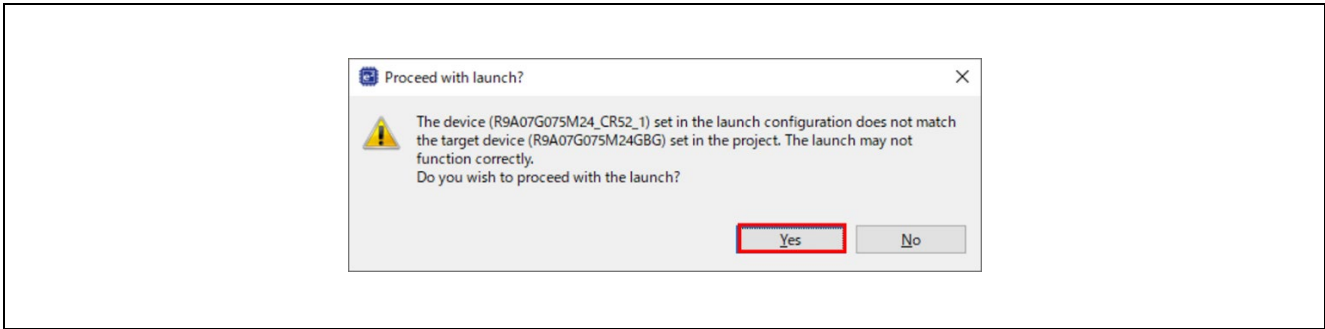 Proceed with launch?
The device (R9A07G075M24_CR52_1) set in the launch configuration does not match
the target device (R9A07G075M24GBG) set in the project. The launch may not
function correctly.
Do you wish to proceed with the launch?
Yes No